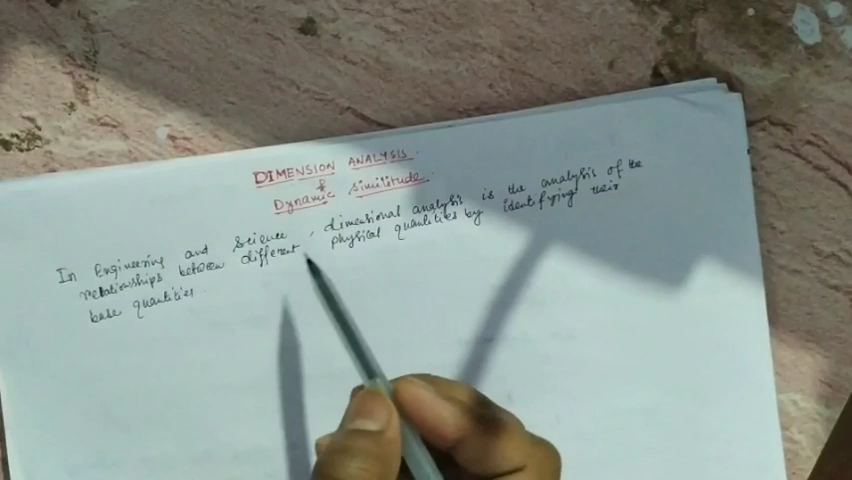 DIMENSION ANALYSIS
&
Dynamic similitude.
In Engineering and Science, dimensional analysis is the analysis of the
relationships between different physical quantities by identifying their
base quantities